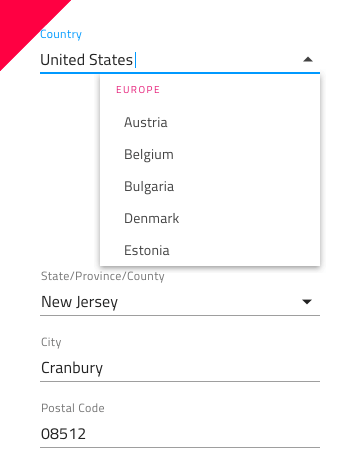 Country
United States
EUROPE
Austria
Belgium
Bulgaria
Denmark
Estonia
State/Province/County
New Jersey
City
Cranbury
Postal Code
08512